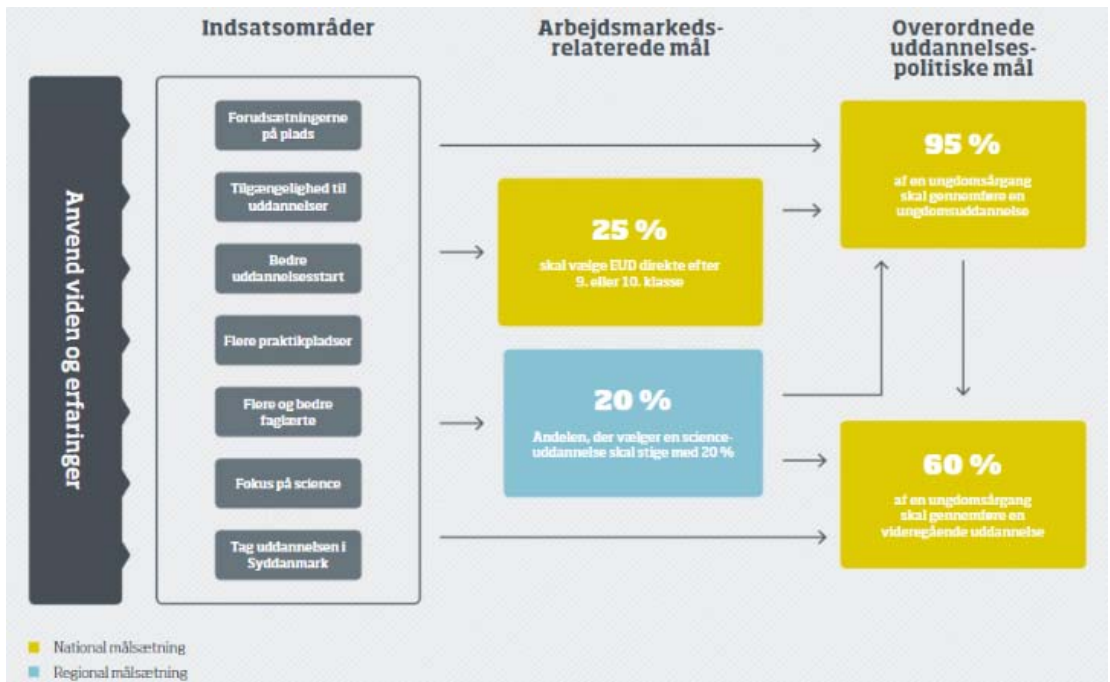 Indsatsområder
Arbejdsmarkeds-
relaterede mål
Overordnede
uddannelses-
politiske mål
Anvend viden og erfaringer
Forudsætningerne
på plads
Tilgængelighed til
uddannelser
Bedre
uddannelsesstart
Flere praktikpladser
Flere og bedre
faglærte
Fokus på science
Tag uddannelsen i
Syddanmark
25 %
skal vælge EUD direkte efter
9. eller 10. klasse
20 %
Andelen, der vælger en science-
uddannelse skal stige med 20 %
95 %
af en ungdomsårgang
skal gennemføre en
ungdomsuddannelse
60 %
af en ungdomsårgang
skal gennemføre en
videregående uddannelse
National målsætning
Regional målsætning